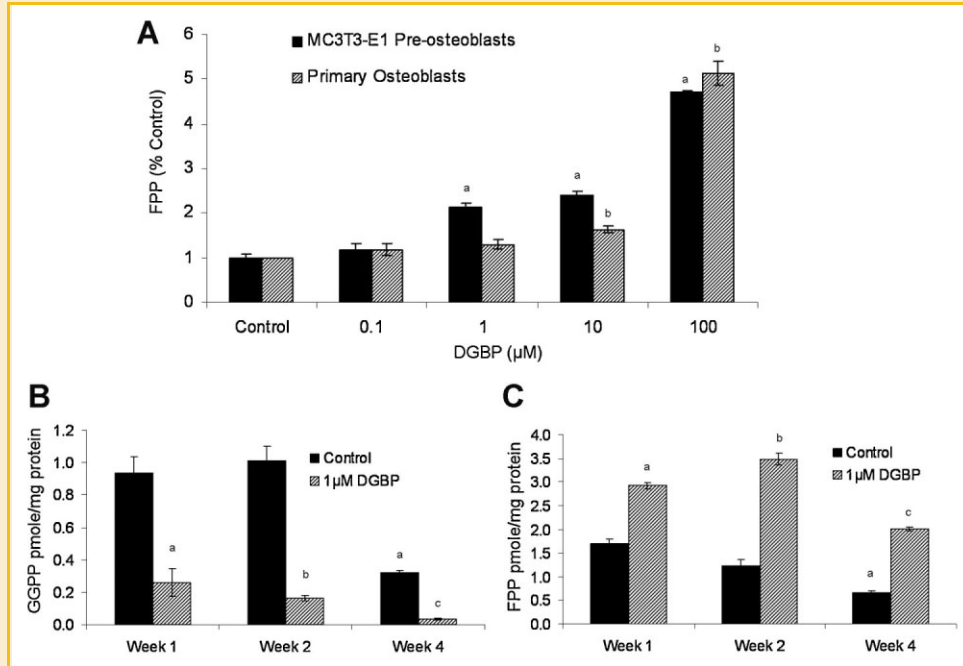 A
MC3T3-E1 Pre-osteoblasts
Primary Osteoblasts
FPP (% Control)
6
5
4
3
2
1
0
a
a
b
a
b
Control 0.1 1 10 100
DGBP (µM)
B
GGPP pmole/mg protein
1.2
1.0
0.8
0.6
0.4
0.2
0.0
Control
1µM DGBP
a
b
a
c
Week 1 Week 2 Week 4
C
FPP pmole/mg protein
4.0
3.5
3.0
2.5
2.0
1.5
1.0
0.5
0.0
Control
1µM DGBP
a
b
a
c
Week 1 Week 2 Week 4